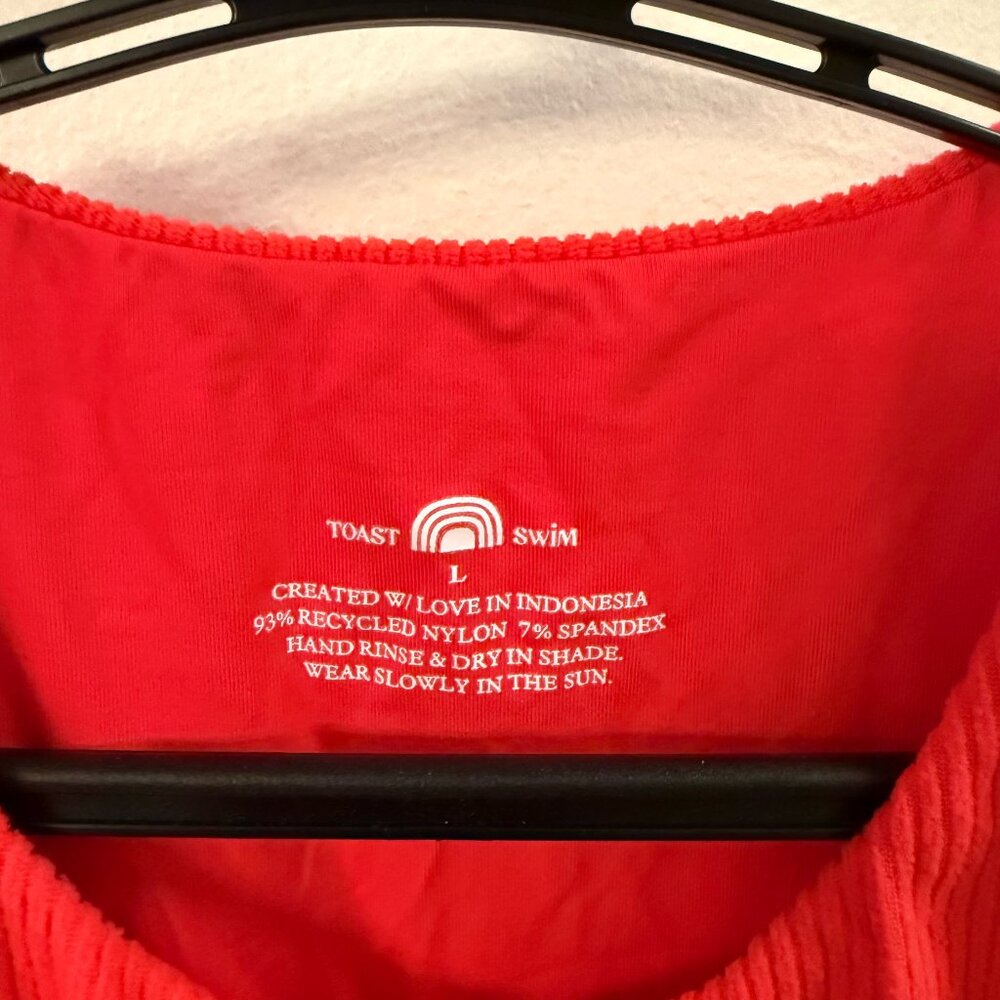 TOAST SWiM
L
CREATED W/ LOVE IN INDONESIA
93% RECYCLED NYLON 7% SPANDEX
HAND RINSE & DRY IN SHADE.
WEAR SLOWLY IN THE SUN.